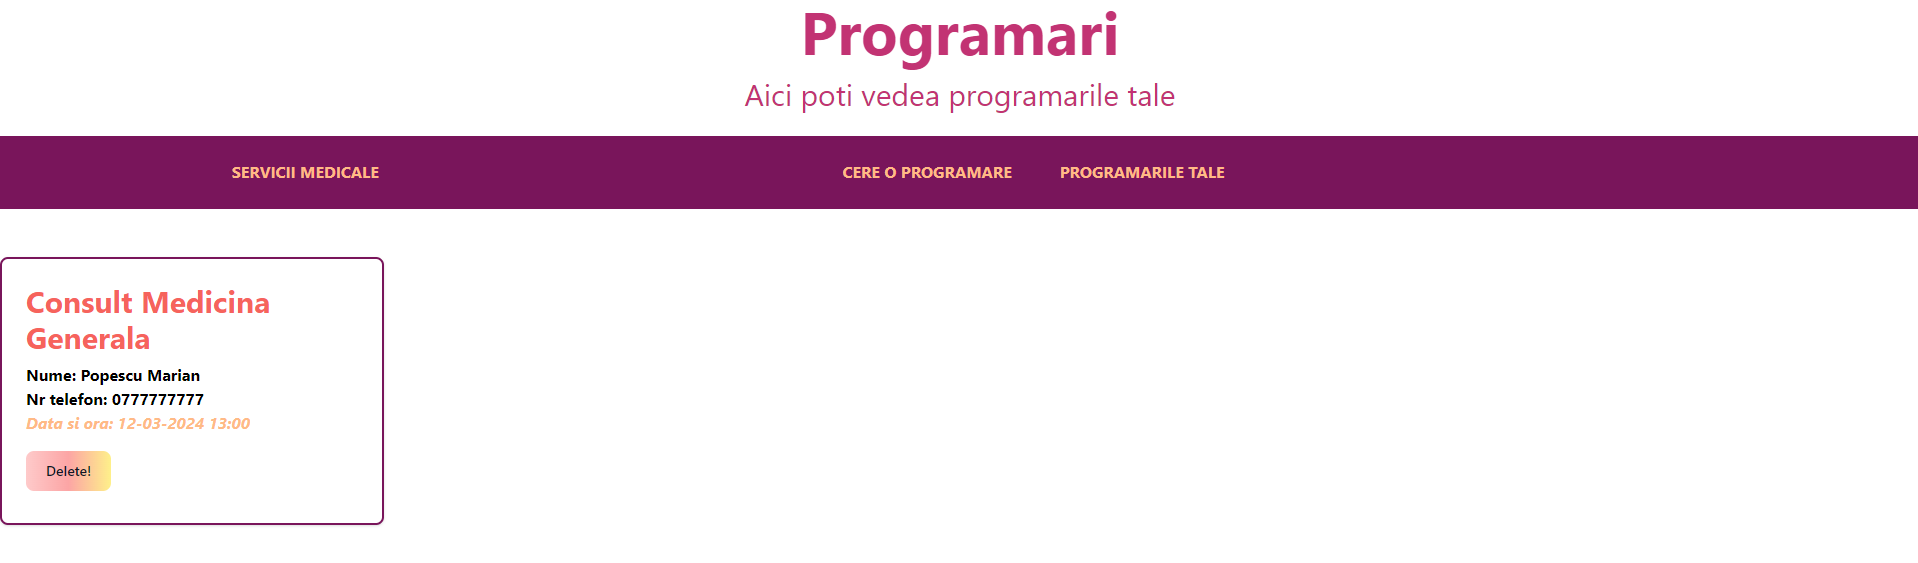 Programari
Aici poti vedea programarile tale
SERVICII MEDICALE CERE O PROGRAMARE PROGRAMARILE TALE
Consult Medicina
Generala
Nume: Popescu Marian
Nr telefon: 0777777777
Data si ora: 12-03-2024 13:00
Delete!